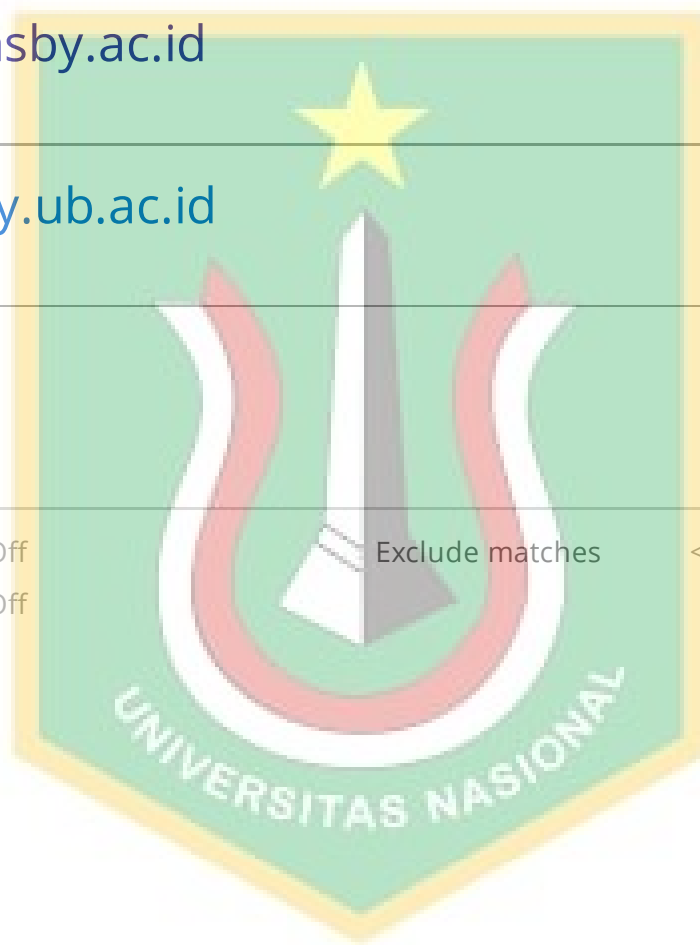 sby.ac.id
y.ub.ac.id
Off
Exclude matches <
Off
UNIVERSITAS NASIONAL